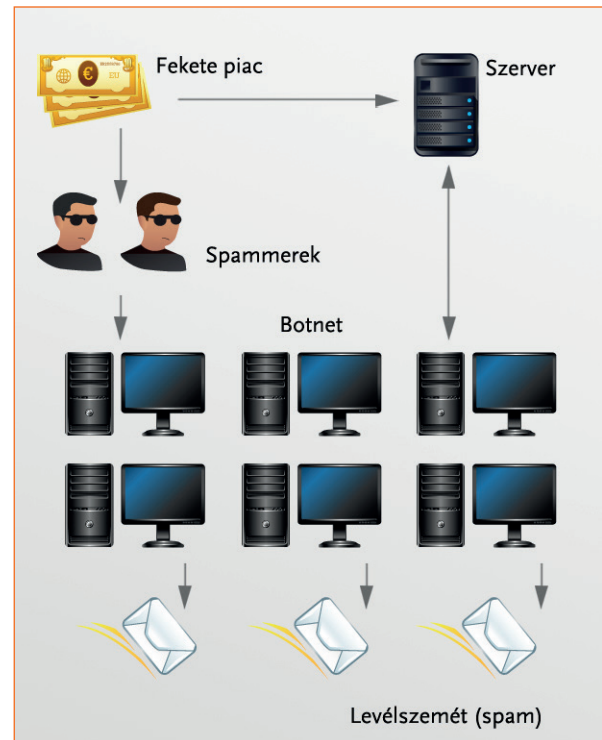 Fekete piac
Szerver
Spammerek
Botnet
Levélszemét (spam)